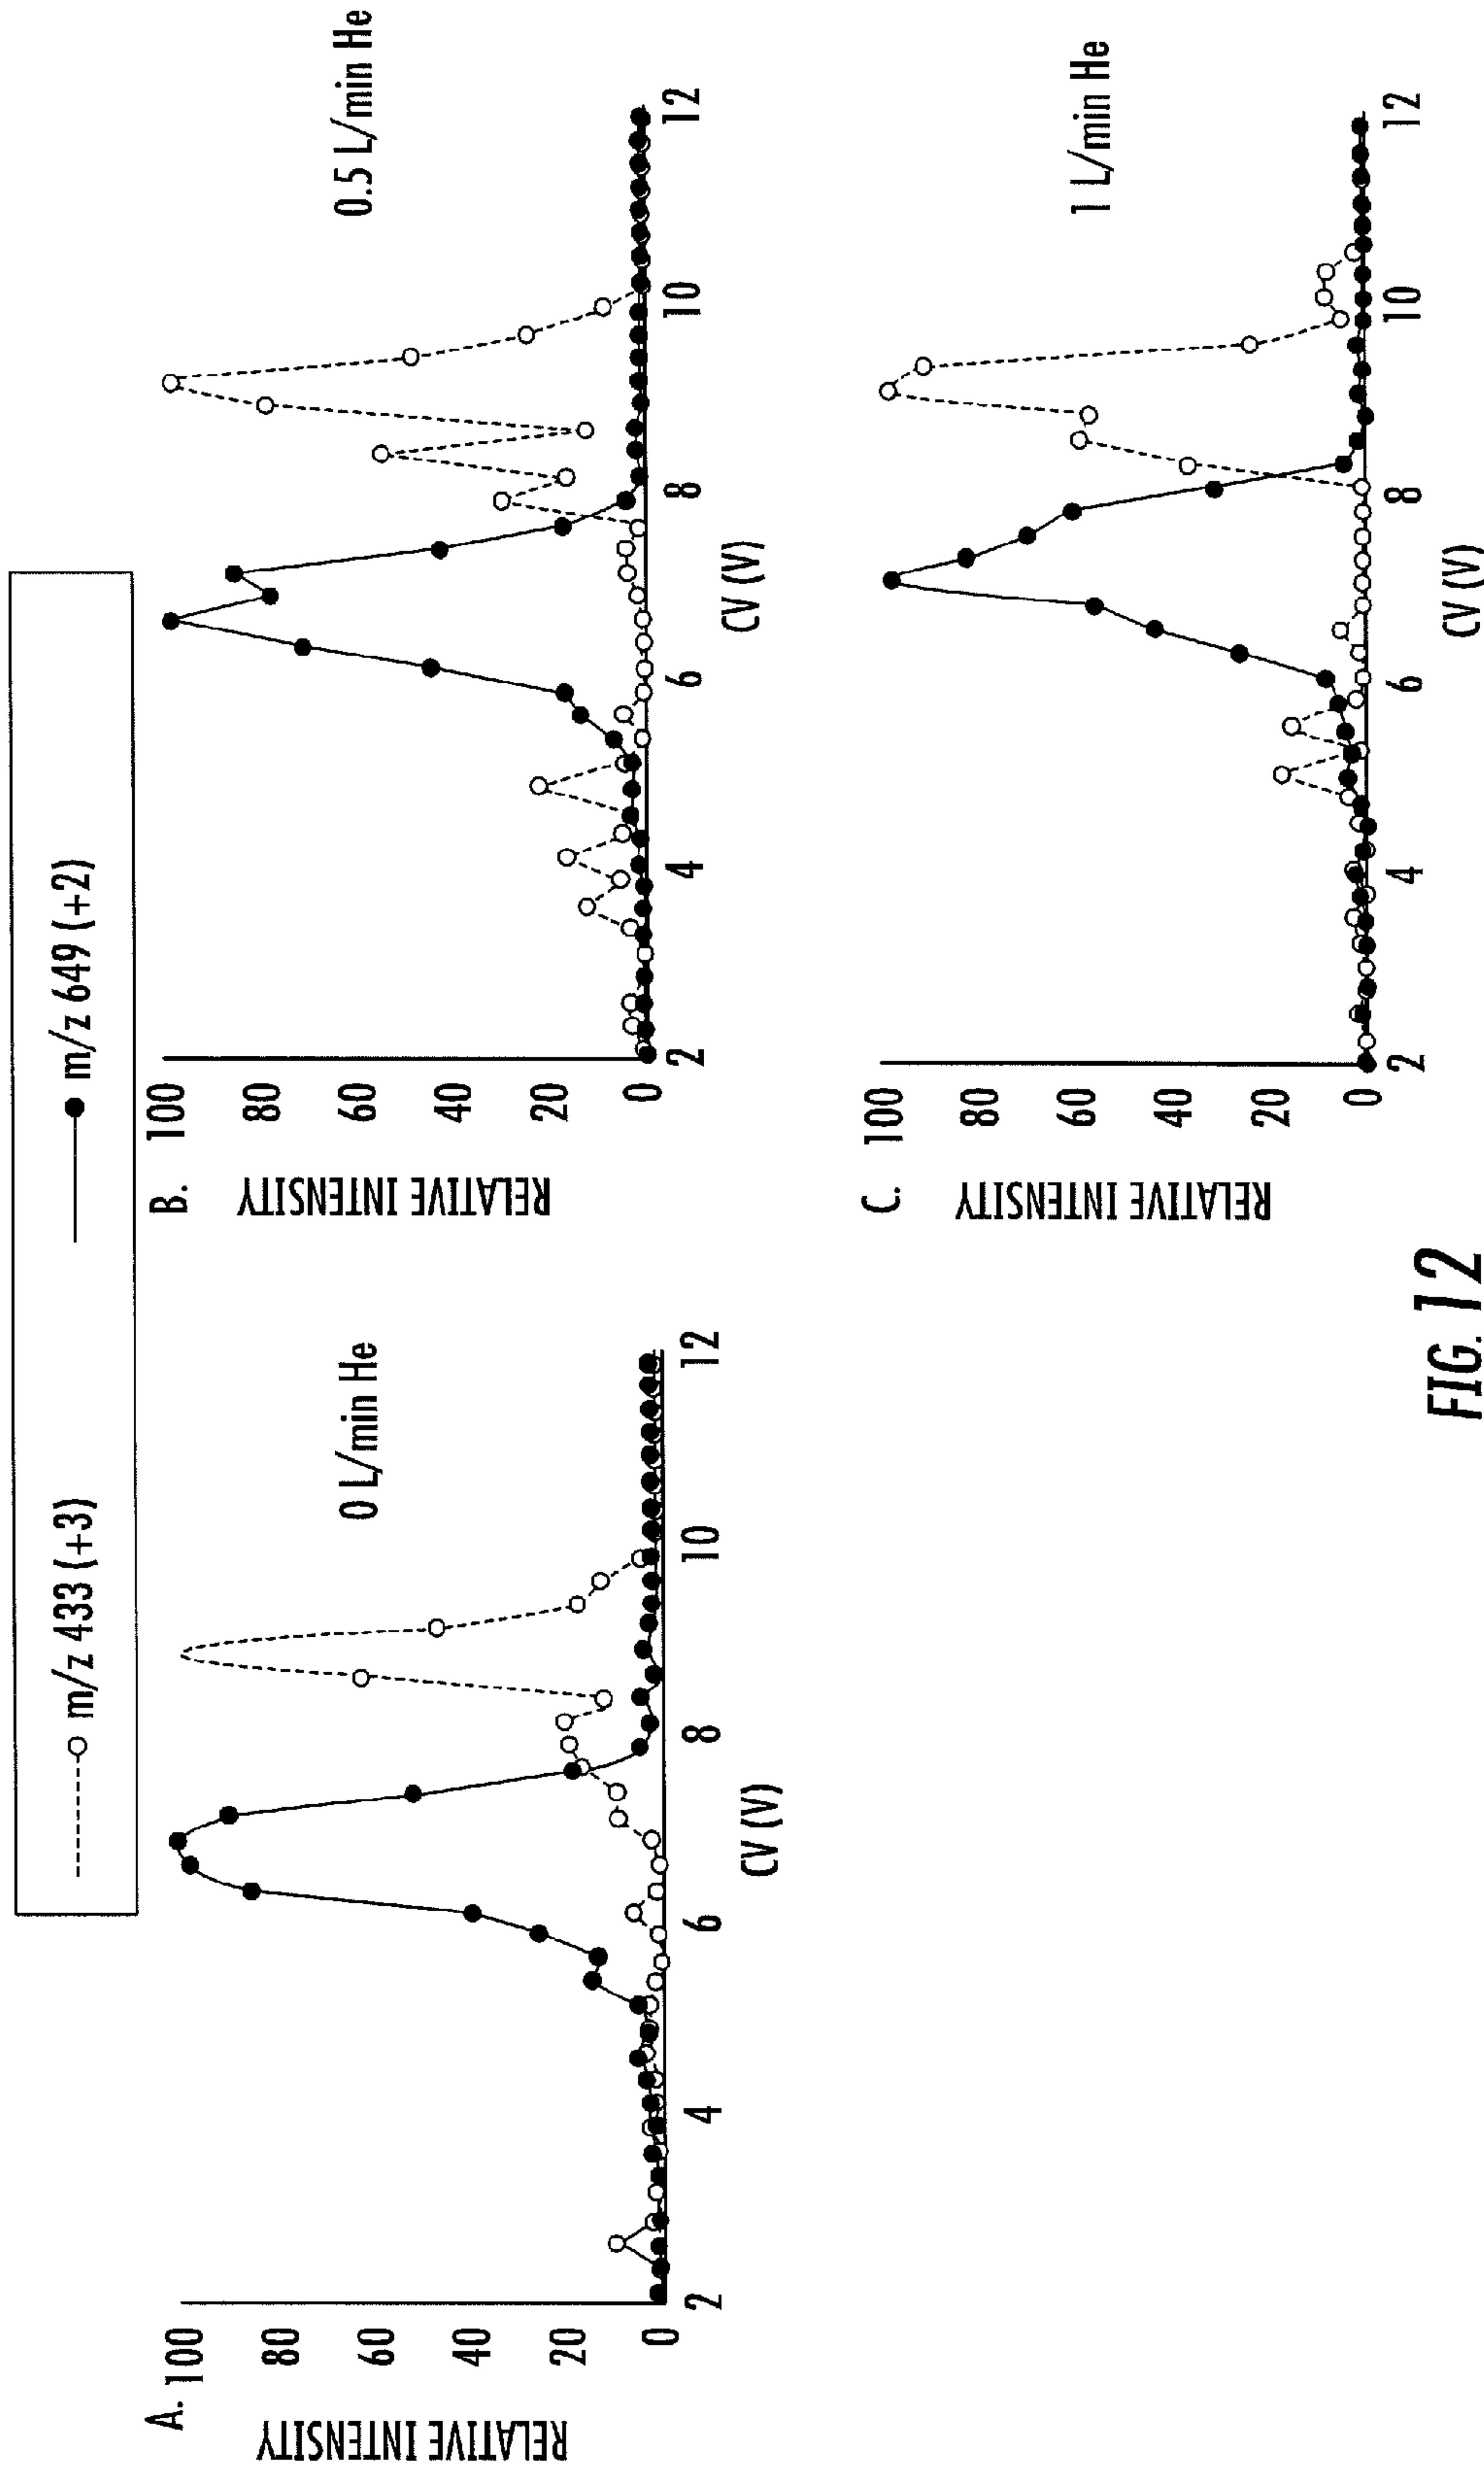 m/z 433 (+3)
m/z 649 (+2)
A.
0 L/min He
RELATIVE INTENSITY
100
80
60
40
20
0
2
4
6
8
10
12
CV (V)
B.
0.5 L/min He
RELATIVE INTENSITY
100
80
60
40
20
0
2
4
6
8
10
12
CV (V)
C.
1 L/min He
RELATIVE INTENSITY
100
80
60
40
20
0
2
4
6
8
10
12
CV (V)
FIG. 12